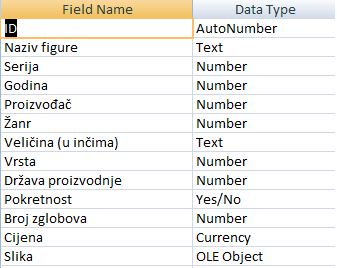 Field Name Data Type
ID AutoNumber
Naziv figure Text
Serija Number
Godina Number
Proizvođač Number
Žanr Number
Veličina (u inčima) Text
Vrsta Number
Država proizvodnje Number
Pokretnost Yes/No
Broj zglobova Number
Cijena Currency
Slika OLE Object